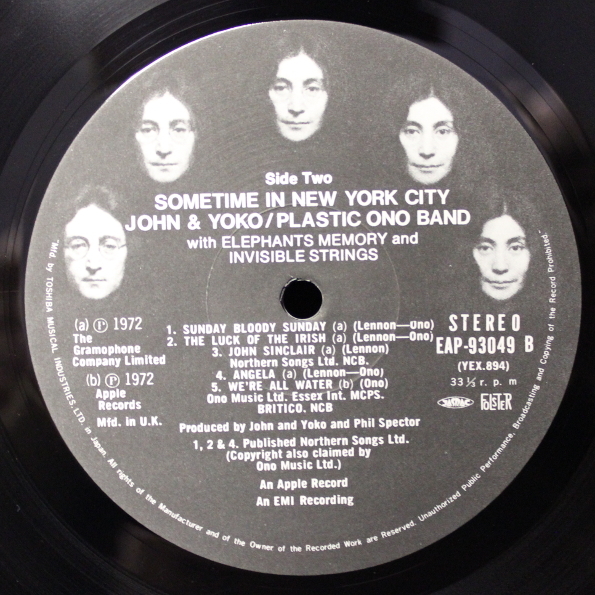 Side Two
SOMETIME IN NEW YORK CITY
JOHN & YOKO/PLASTIC ONO BAND
with ELEPHANTS MEMORY and
INVISIBLE STRINGS
(a) Ⓟ 1972
The
Gramophone
Company Limited
(b) Ⓟ 1972
Apple
Records
Mfd. in U.K.
1. SUNDAY BLOODY SUNDAY (a) (Lennon—Ono)
2. THE LUCK OF THE IRISH (a) (Lennon—Ono)
3. JOHN SINCLAIR (a) (Lennon)
Northern Songs Ltd. NCB.
4. ANGELA (a) (Lennon—Ono)
5. WE'RE ALL WATER (b) (Ono)
Ono Music Ltd. Essex Int. MCPS.
BRITICO. NCB
STEREO
EAP-93049 B
(YEX.894)
33⅓ r. p. m
JASRAC
Produced by John and Yoko and Phil Spector
1, 2 & 4. Published Northern Songs Ltd.
(Copyright also claimed by
Ono Music Ltd.)
An Apple Record
An EMI Recording
"Mfd. by TOSHIBA MUSICAL INDUSTRIES, LTD. in Japan. All rights of the Manufacturer and of the Owner of the Recorded Work are Reserved. Unauthorized Public Performance, Broadcasting and Copying of the Record Prohibited."